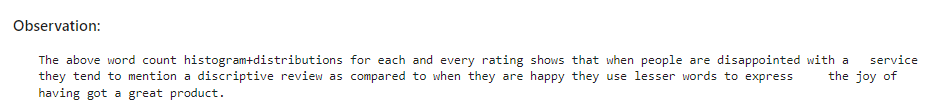 Observation:
The above word count histogram+distributions for each and every rating shows that when people are disappointed with a service
they tend to mention a discriptive review as compared to when they are happy they use lesser words to express the joy of
having got a great product.